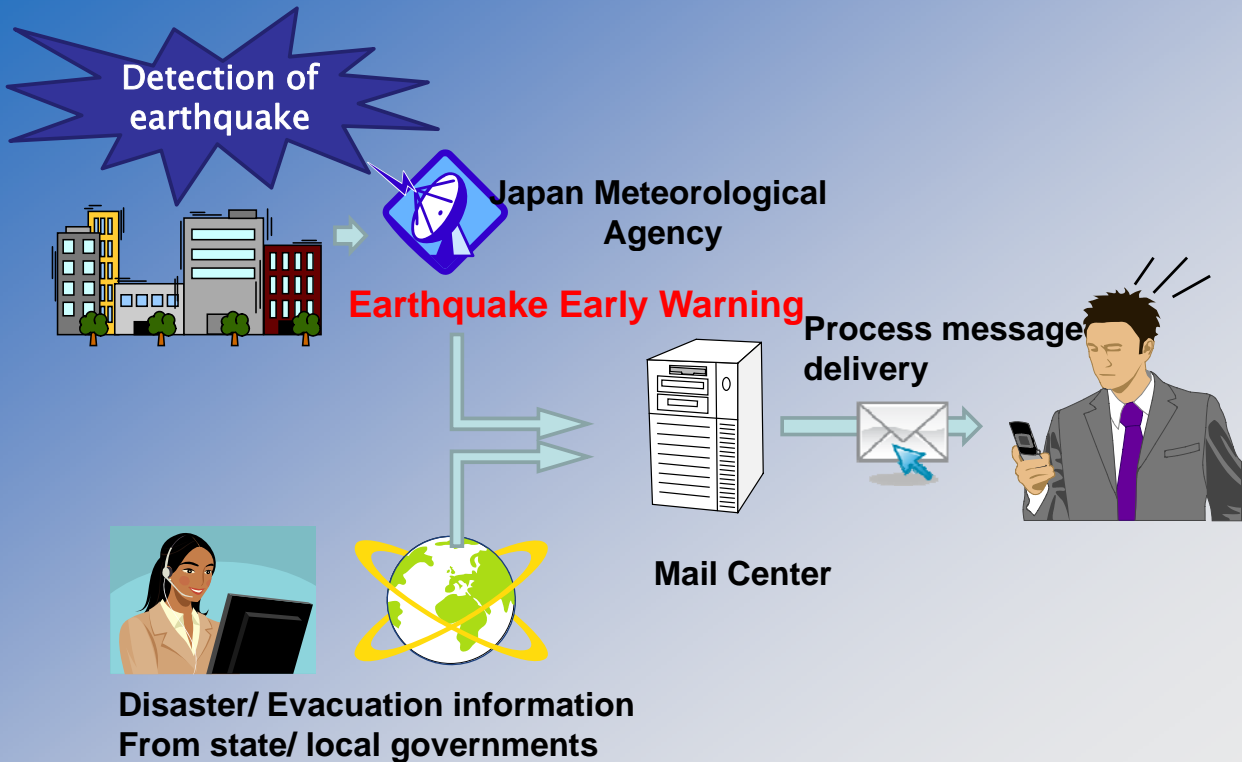 Detection of
earthquake
Japan Meteorological
Agency
Earthquake Early Warning
Process message
delivery
Mail Center
Disaster/ Evacuation information
From state/ local governments